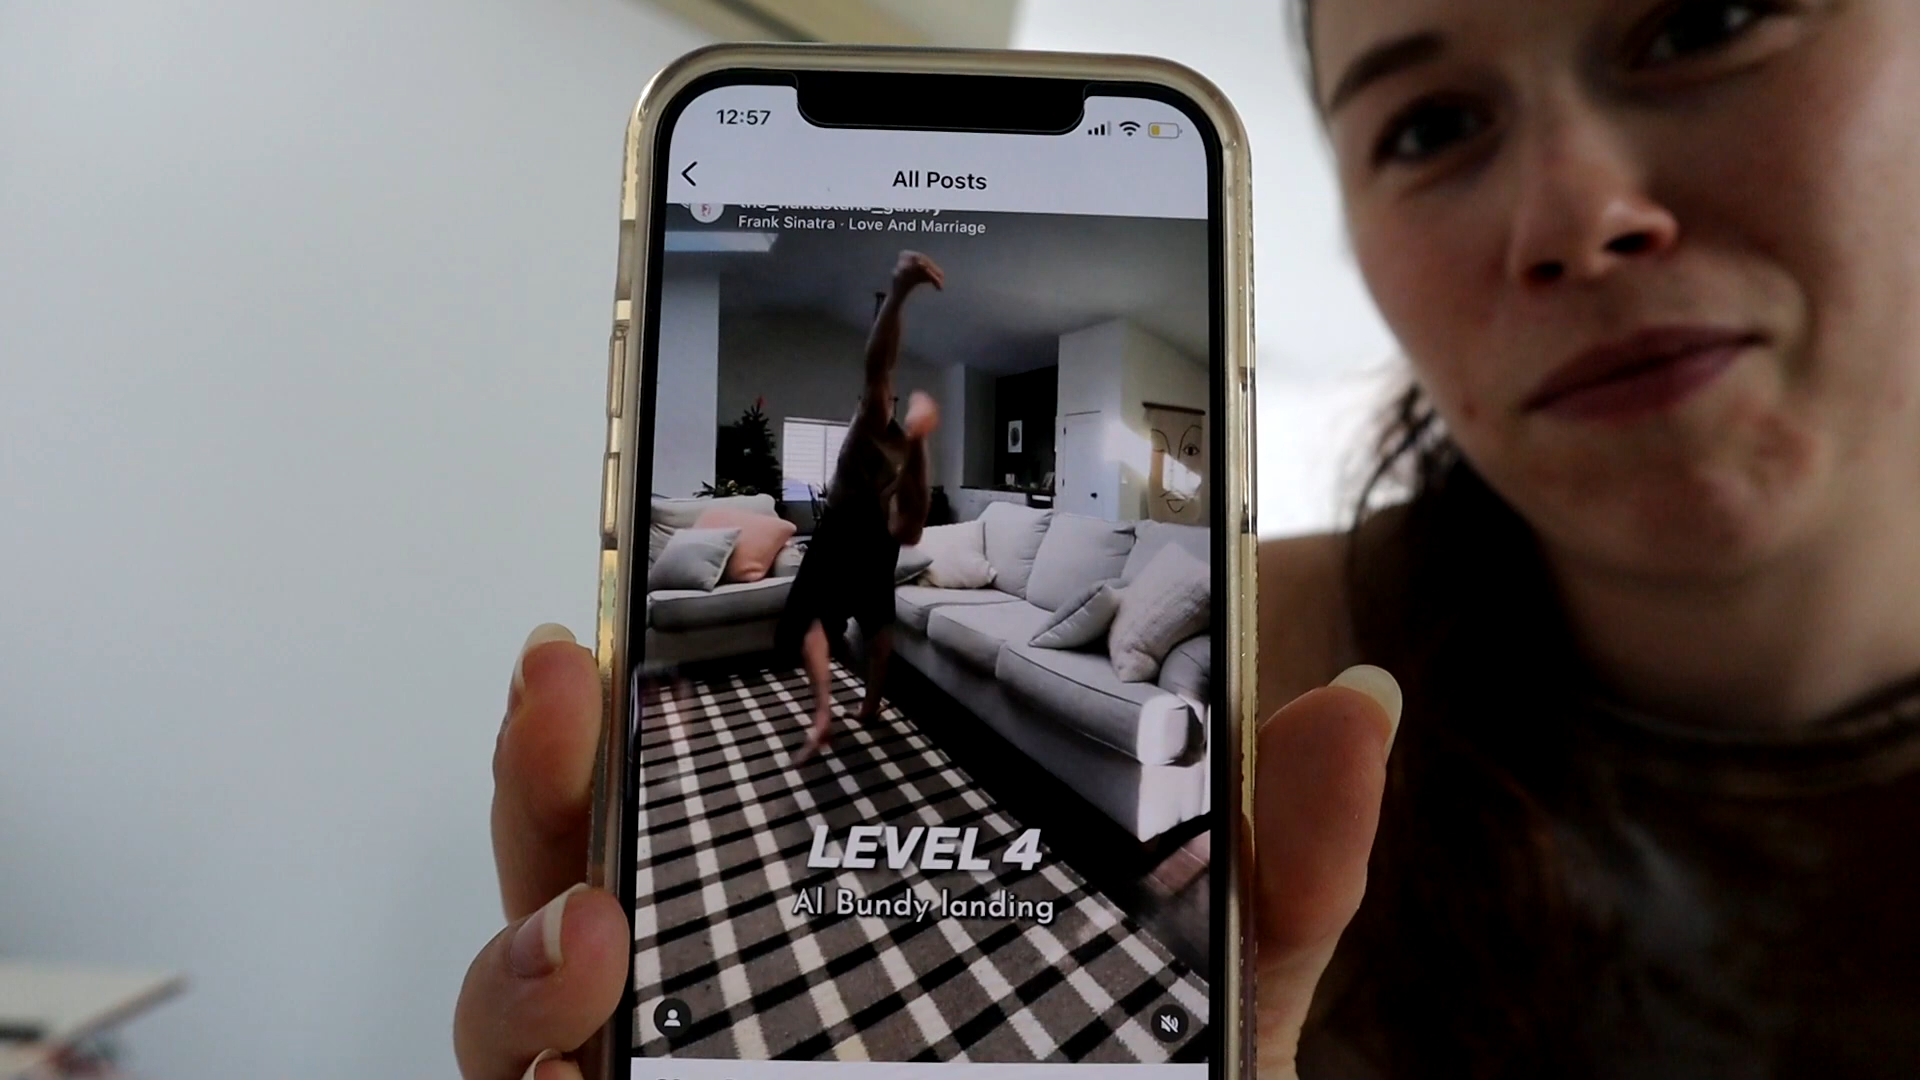 12:57
All Posts
Frank Sinatra · Love And Marriage
LEVEL 4
Al Bundy landing